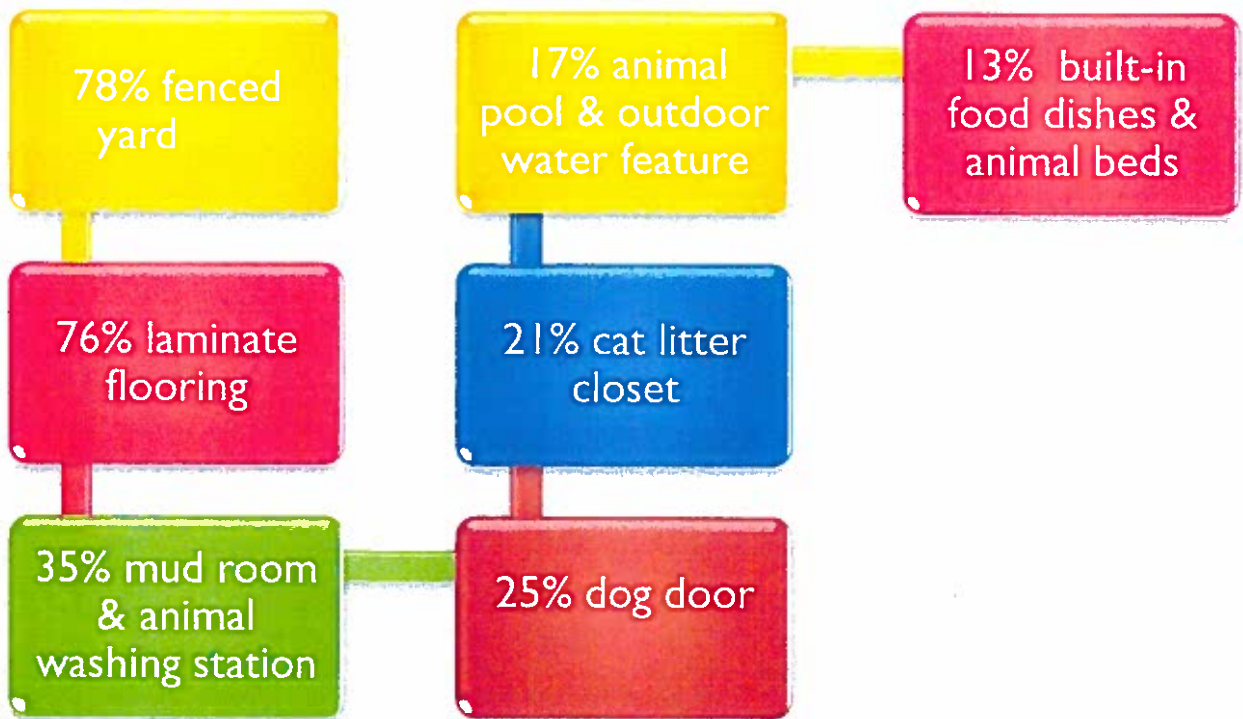 78% fenced
yard
76% laminate
flooring
35% mud room
& animal
washing station
25% dog door
21% cat litter
closet
17% animal
pool & outdoor
water feature
13% built-in
food dishes &
animal beds